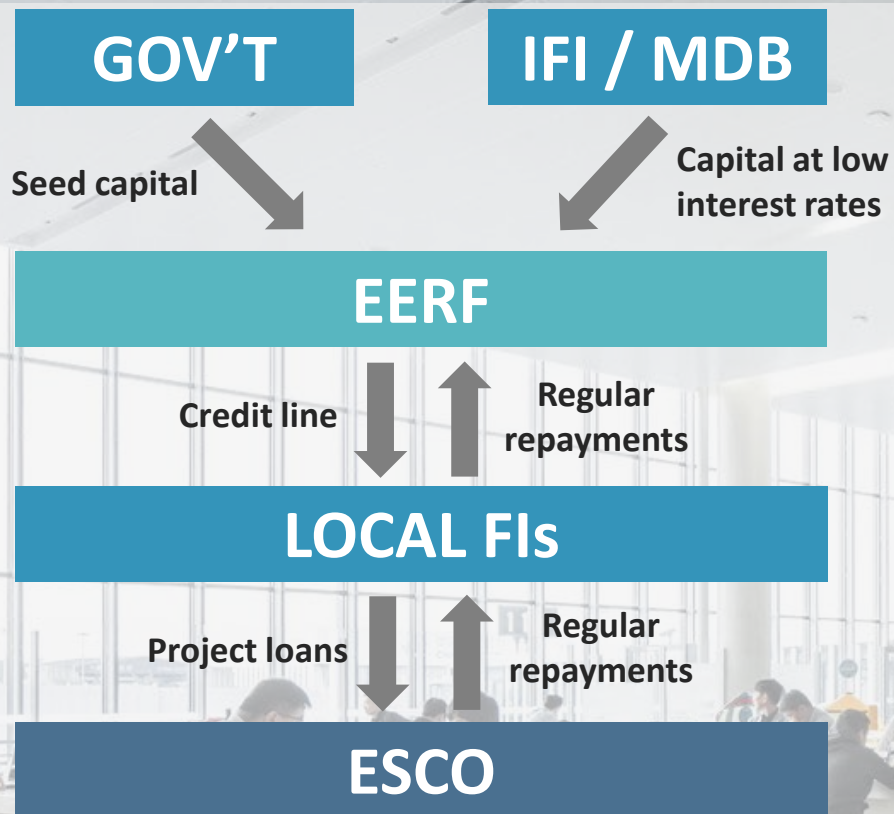 GOV'T
IFI / MDB
Seed capital
Capital at low
interest rates
EERF
Credit line
Regular
repayments
LOCAL FIs
Project loans
Regular
repayments
ESCO